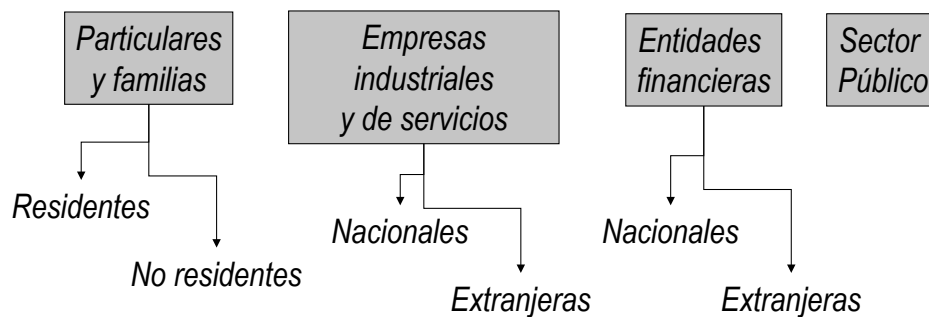 Particulares
y familias
Empresas
industriales
y de servicios
Entidades
financieras
Sector
Público
Residentes
No residentes
Nacionales
Extranjeras
Nacionales
Extranjeras